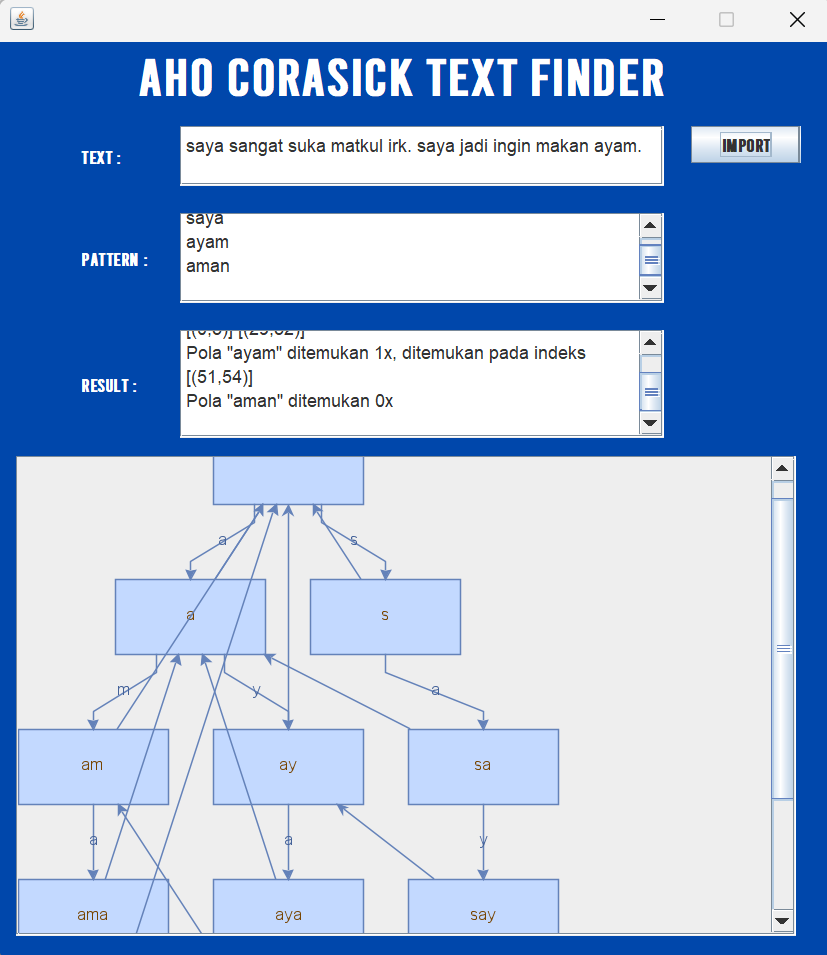 AHO CORASICK TEXT FINDER
TEXT :
saya sangat suka matkul irk. saya jadi ingin makan ayam.
IMPORT
PATTERN :
saya
ayam
aman
RESULT :
Pola "ayam" ditemukan 1x, ditemukan pada indeks
[(51,54)]
Pola "aman" ditemukan 0x
a s
a s
m y a
am ay sa
a a y
ama aya say